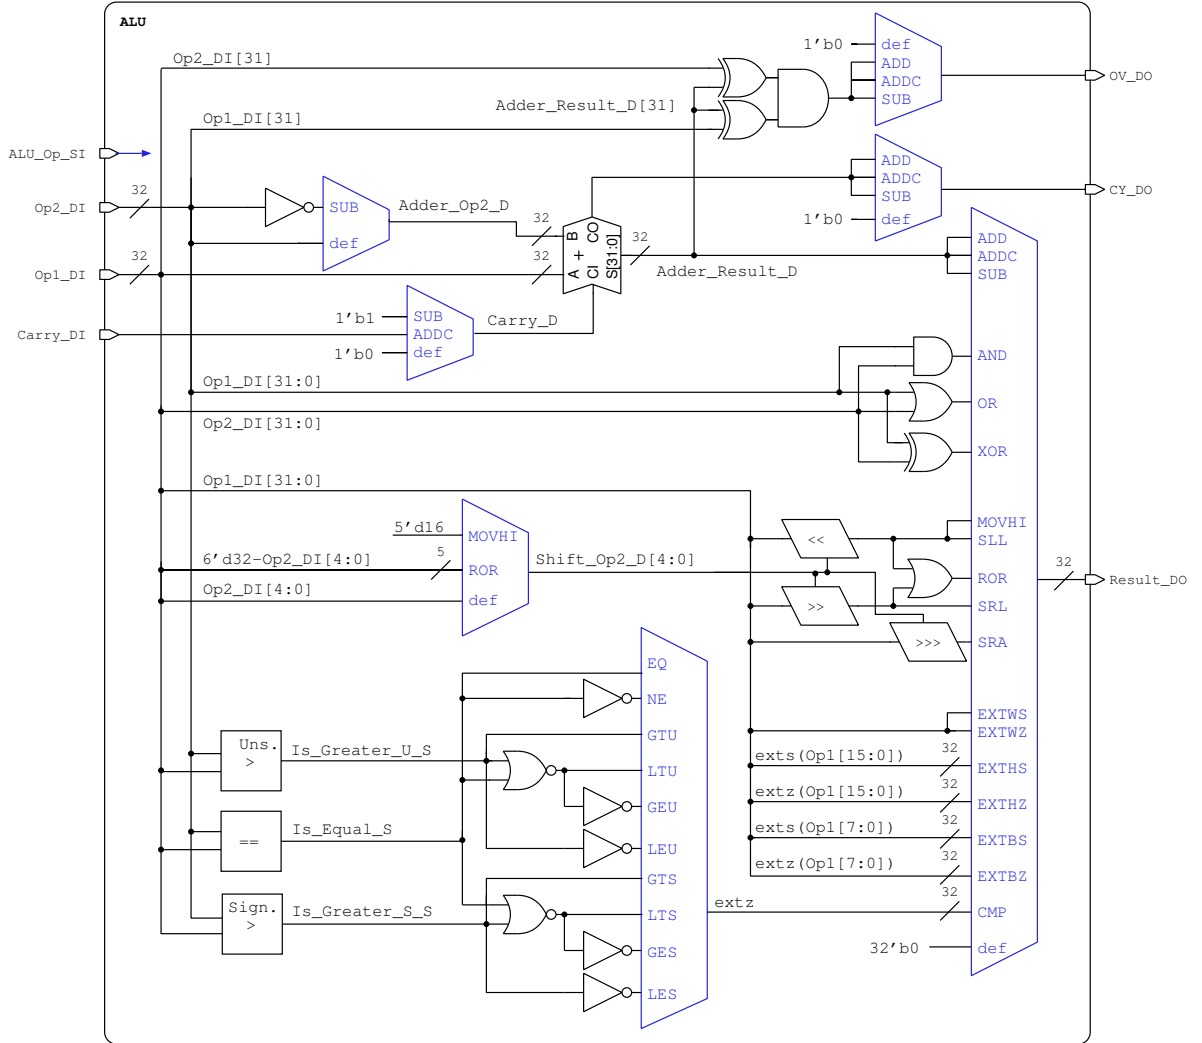 ALU
1'b0
def
Op2_DI[31]
ADD
ADDC
SUB
OV_DO
Adder_Result_D[31]
Op1_DI[31]
ALU_Op_SI
ADD
ADDC
SUB
CY_DO
1'b0
def
32
Op2_DI
SUB
def
Adder_Op2_D
32
B
CO
A
+
CI
S[31:0]
32
Adder_Result_D
ADD
ADDC
SUB
32
Op1_DI
32
Carry_DI
1'b1
SUB
ADDC
1'b0
def
Carry_D
AND
Op1_DI[31:0]
OR
Op2_DI[31:0]
XOR
Op1_DI[31:0]
5'd16
MOVHI
<<
MOVHI
SLL
6'd32-Op2_DI[4:0]
5
ROR
Shift_Op2_D[4:0]
ROR
32
Result_DO
Op2_DI[4:0]
def
>>
SRL
>>>
SRA
EQ
NE
EXTWS
EXTWZ
Uns.
>
Is_Greater_U_S
GTU
exts(Op1[15:0])
32
EXTHS
LTU
extz(Op1[15:0])
32
EXTHZ
GEU
==
Is_Equal_S
exts(Op1[7:0])
32
EXTBS
LEU
extz(Op1[7:0])
32
EXTBZ
GTS
Sign.
>
Is_Greater_S_S
LTS
extz
32
CMP
GES
32'b0
def
LES